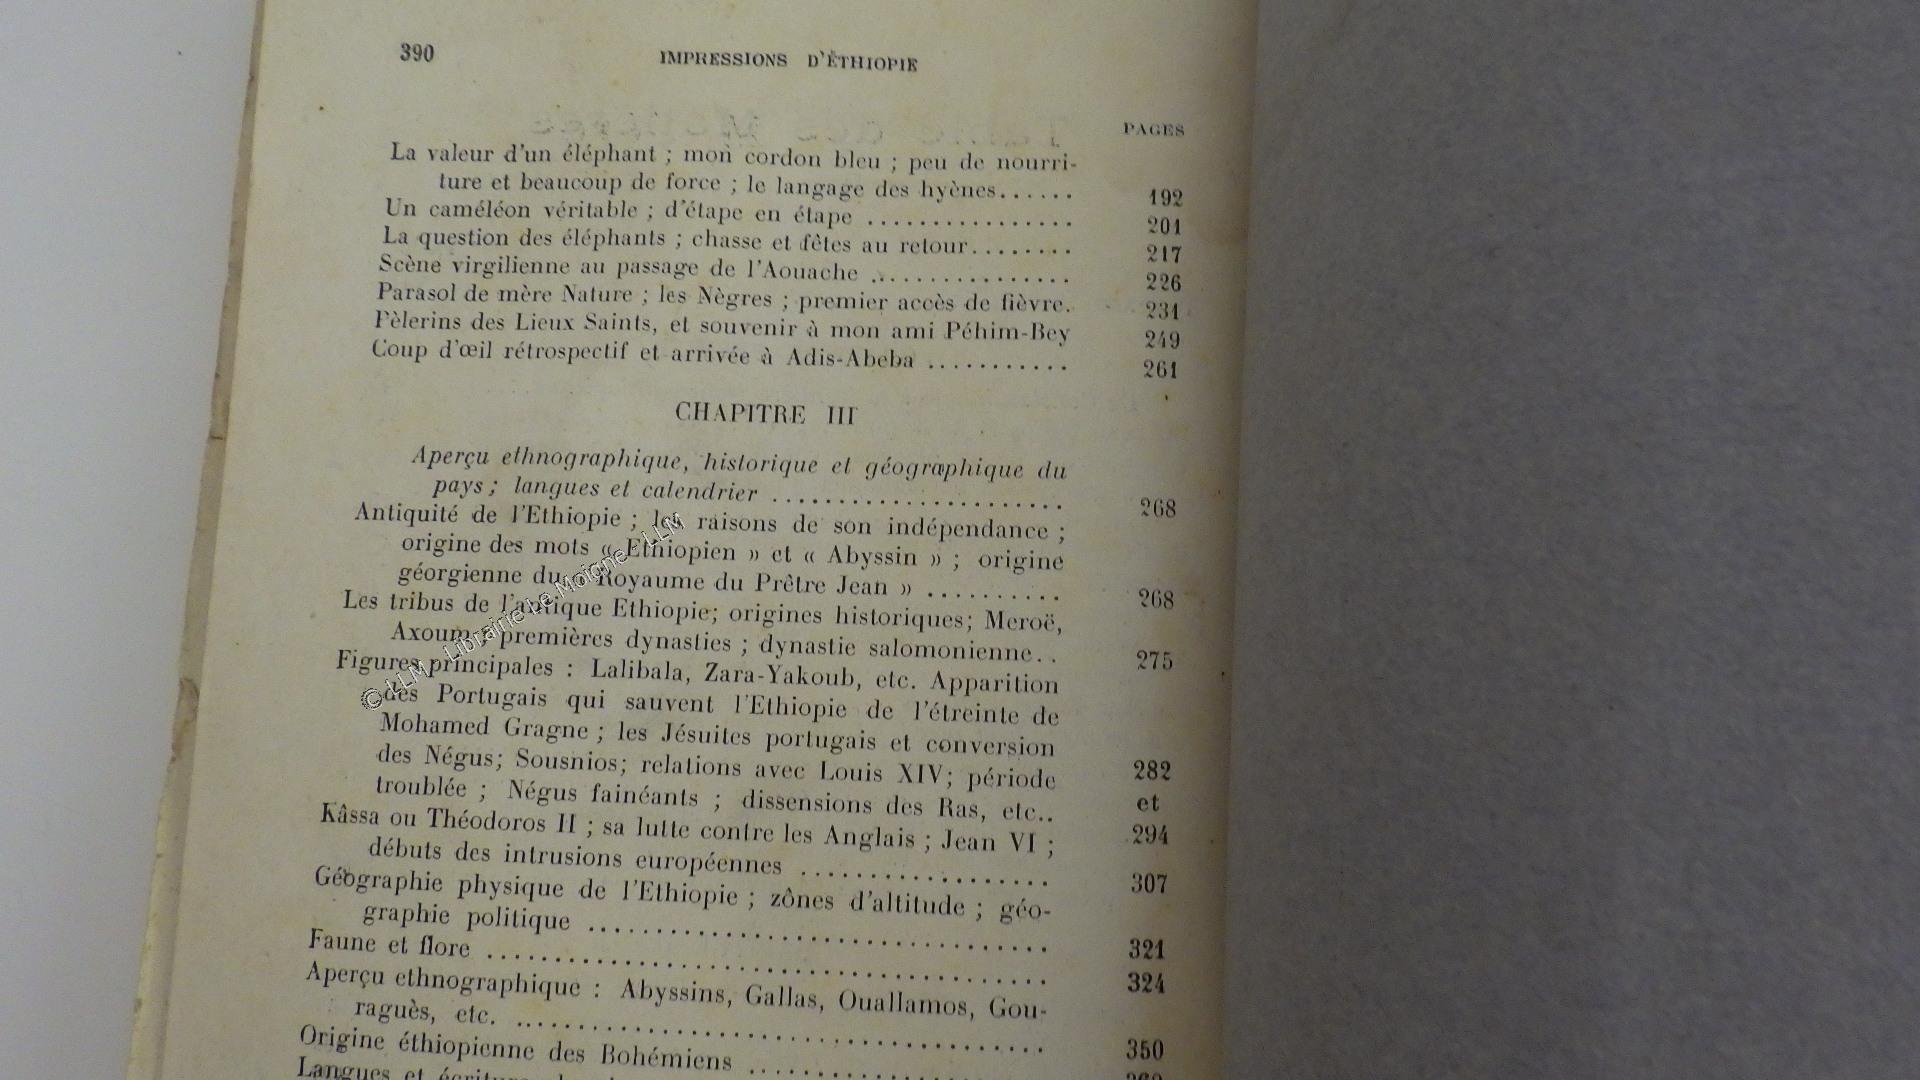 390 IMPRESSIONS D'ÉTHIOPIE
PAGES
La valeur d'un éléphant ; mon cordon bleu ; peu de nourri-
ture et beaucoup de force ; le langage des hyènes...... 192
Un caméléon véritable ; d'étape en étape ................ 201
La question des éléphants ; chasse et fêtes au retour........ 217
Scène virgilienne au passage de l'Aouache ................ 226
Parasol de mère Nature ; les Nègres ; premier accès de fièvre. 231
Pèlerins des Lieux Saints, et souvenir à mon ami Péhim-Bey 249
Coup d'œil rétrospectif et arrivée à Adis-Abeba ........... 261
CHAPITRE III
Aperçu ethnographique, historique et géographique du
pays ; langues et calendrier ...................... 268
Antiquité de l'Ethiopie ; les raisons de son indépendance ;
origine des mots « Ethiopien » et « Abyssin » ; origine
géorgienne du « Royaume du Prêtre Jean » .......... 268
Les tribus de l'antique Ethiopie; origines historiques; Meroë,
Axoum ; premières dynasties ; dynastie salomonienne.. 275
Figures principales : Lalibala, Zara-Yakoub, etc. Apparition
des Portugais qui sauvent l'Ethiopie de l'étreinte de
Mohamed Gragne ; les Jésuites portugais et conversion
des Négus; Sousnios; relations avec Louis XIV; période 282
troublée ; Négus fainéants ; dissensions des Ras, etc.. et
294
Kâssa ou Théodoros II ; sa lutte contre les Anglais ; Jean VI ;
débuts des intrusions européennes ................... 307
Géographie physique de l'Ethiopie ; zônes d'altitude ; géo-
graphie politique ................................... 321
Faune et flore .......................................... 324
Aperçu ethnographique : Abyssins, Gallas, Ouallamos, Gou-
raguès, etc. ........................................ 350
Origine éthiopienne des Bohémiens ..................
Langues et
© LLM - Librairie Le Moigne - LLM